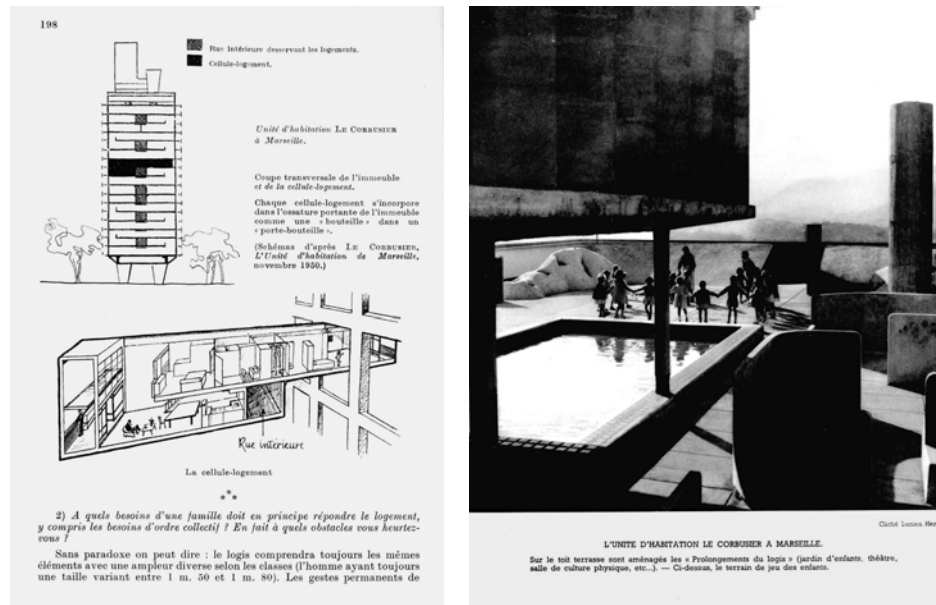 198
Rue intérieure desservant les logements.
Cellule-logement.
Unité d'habitation LE CORBUSIER
à Marseille.
Coupe transversale de l'immeuble
et de la cellule-logement.
Chaque cellule-logement s'incorpore
dans l'ossature portante de l'immeuble
comme une « bouteille » dans un
« porte-bouteille ».
(Schémas d'après LE CORBUSIER,
L'Unité d'habitation de Marseille,
novembre 1950.)
Rue intérieure
La cellule-logement
2) A quels besoins d'une famille doit en principe répondre le logement,
y compris les besoins d'ordre collectif ? En fait à quels obstacles vous heurtez-
vous ?
Sans paradoxe on peut dire : le logis comprendra toujours les mêmes
éléments avec une ampleur diverse selon les classes (l'homme ayant toujours
une taille variant entre 1 m. 50 et 1 m. 80). Les gestes permanents de
Cliché Lucien Her
L'UNITE D'HABITATION LE CORBUSIER A MARSEILLE.
Sur le toit terrasse sont aménagés les « Prolongements du logis » (jardin d'enfants, théâtre,
salle de culture physique, etc...). — Ci-dessus, le terrain de jeu des enfants.